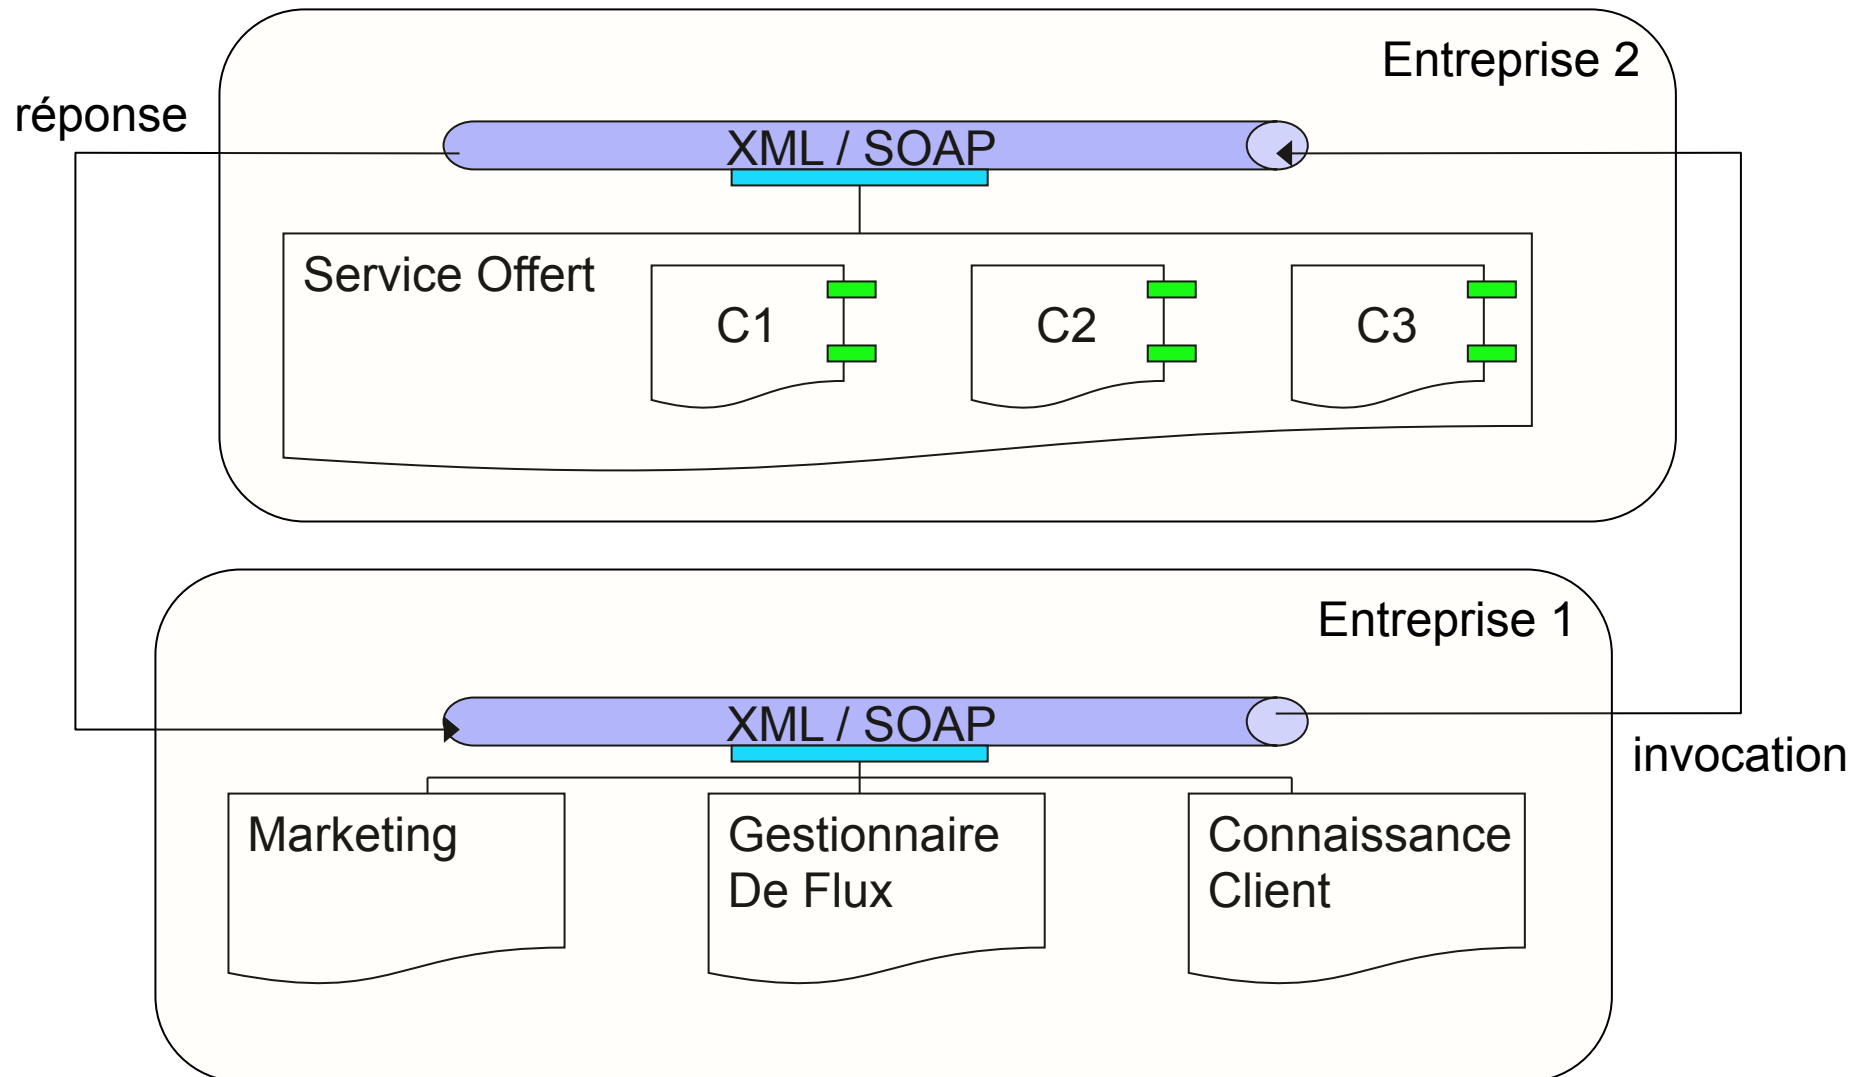 Entreprise 2
réponse
XML / SOAP
Service Offert
C1
C2
C3
Entreprise 1
XML / SOAP
invocation
Marketing
Gestionnaire
De Flux
Connaissance
Client